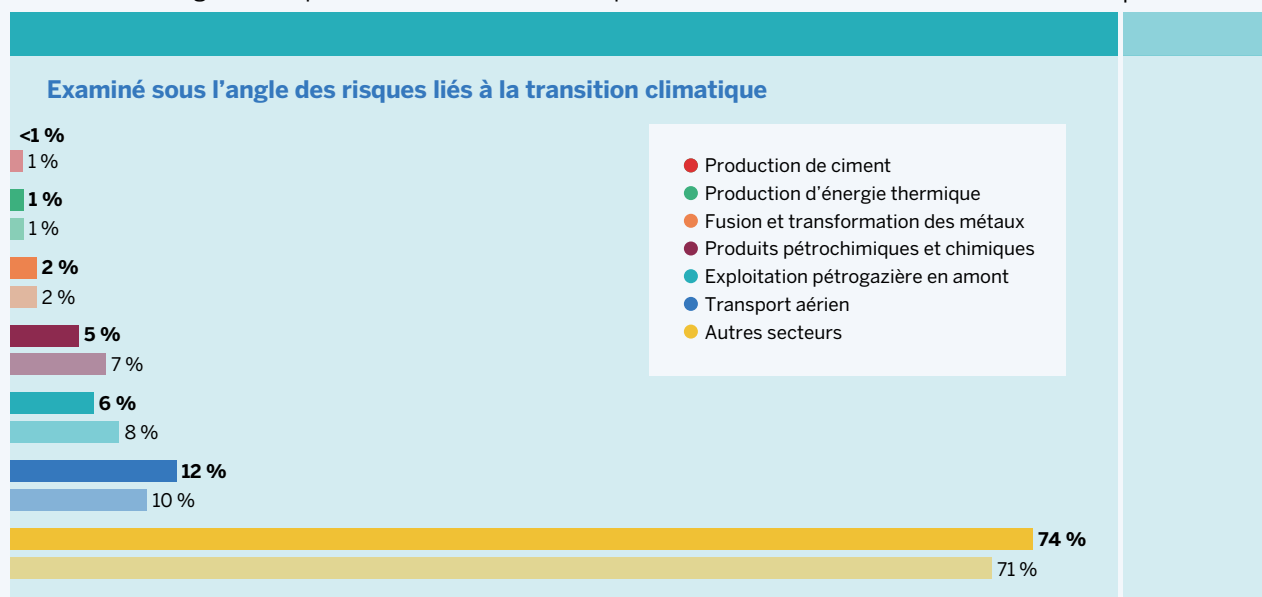 Examiné sous l'angle des risques liés à la transition climatique
<1 %
1 %
1 %
1 %
2 %
2 %
5 %
7 %
6 %
8 %
12 %
10 %
74 %
71 %
Production de ciment
Production d'énergie thermique
Fusion et transformation des métaux
Produits pétrochimiques et chimiques
Exploitation pétrogazière en amont
Transport aérien
Autres secteurs